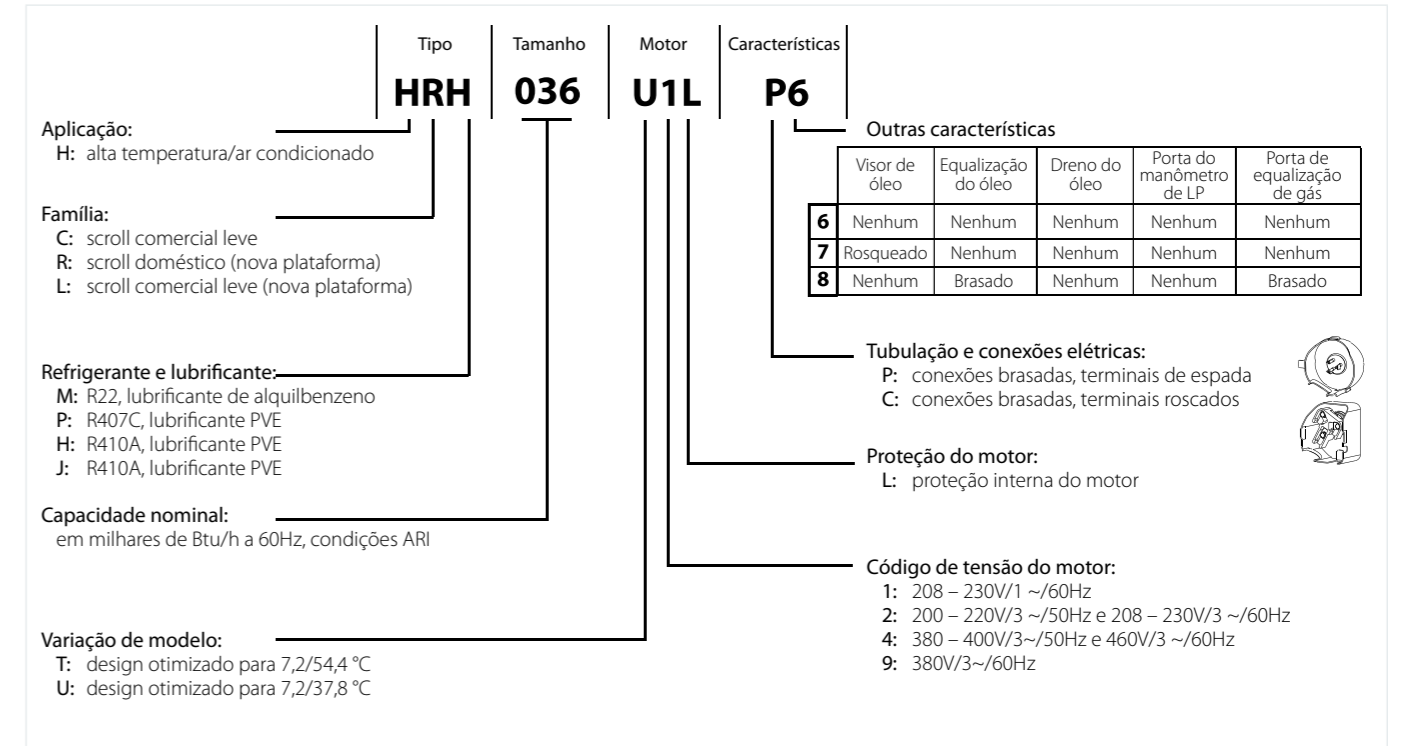 Tipo
Tamanho
Motor
Características
HRH
036
U1L
P6
Aplicação:
H: alta temperatura/ar condicionado
Família:
C: scroll comercial leve
R: scroll doméstico (nova plataforma)
L: scroll comercial leve (nova plataforma)
Refrigerante e lubrificante:
M: R22, lubrificante de alquilbenzeno
P: R407C, lubrificante PVE
H: R410A, lubrificante PVE
J: R410A, lubrificante PVE
Capacidade nominal:
em milhares de Btu/h a 60Hz, condições ARI
Variação de modelo:
T: design otimizado para 7,2/54,4 °C
U: design otimizado para 7,2/37,8 °C
Outras características
Visor de óleo Equalização do óleo Dreno do óleo Porta do manômetro de LP Porta de equalização de gás
6 Nenhum Nenhum Nenhum Nenhum Nenhum
7 Rosqueado Nenhum Nenhum Nenhum Nenhum
8 Nenhum Brasado Nenhum Nenhum Brasado
Tubulação e conexões elétricas:
P: conexões brasadas, terminais de espada
C: conexões brasadas, terminais roscados
Proteção do motor:
L: proteção interna do motor
Código de tensão do motor:
1: 208 – 230V/1 ~/60Hz
2: 200 – 220V/3 ~/50Hz e 208 – 230V/3 ~/60Hz
4: 380 – 400V/3~/50Hz e 460V/3 ~/60Hz
9: 380V/3~/60Hz